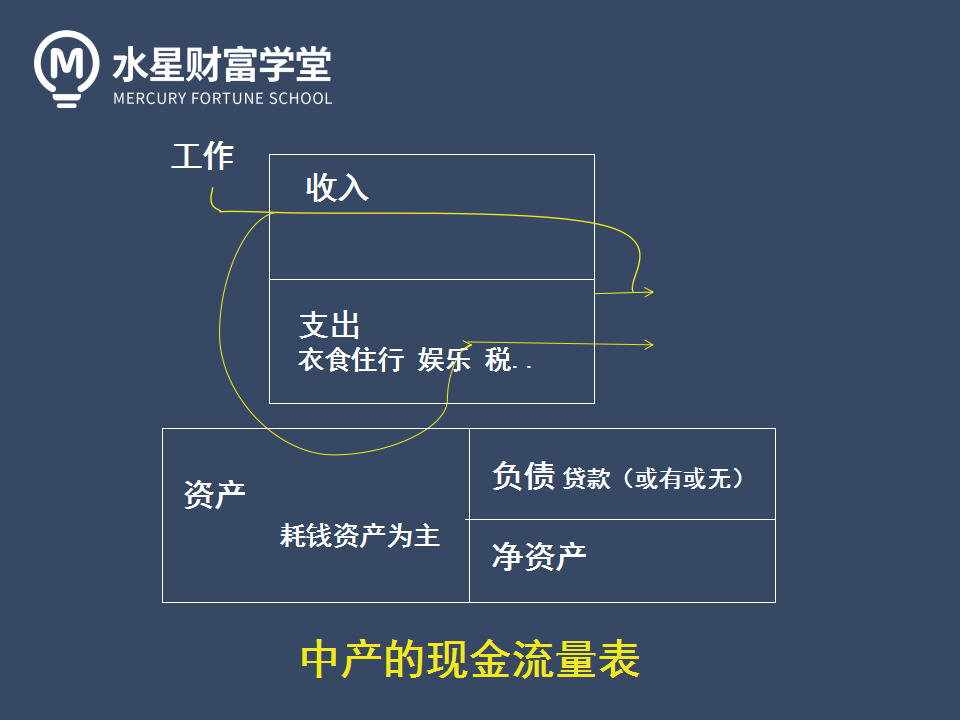 M 水星财富学堂
MERCURY FORTUNE SCHOOL
工作
收入
支出
衣食住行 娱乐 税. .
资产
耗钱资产为主
负债 贷款（或有或无）
净资产
中产的现金流量表